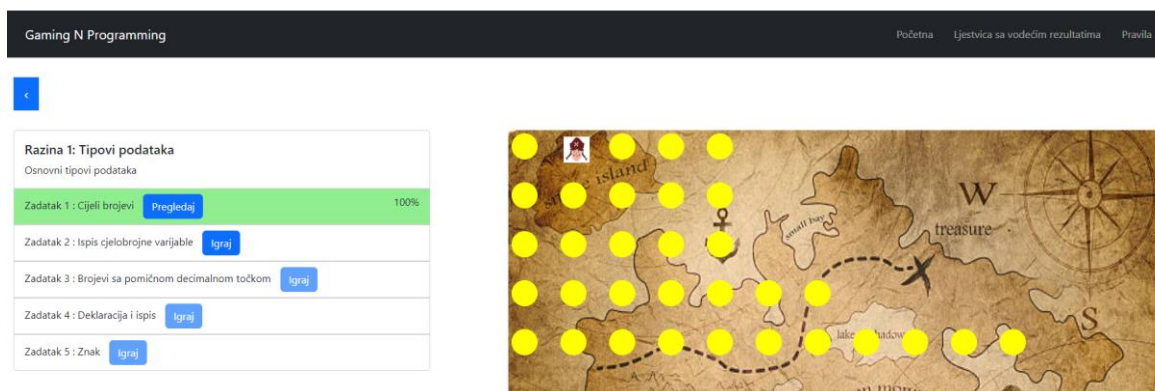 Gaming N Programming
Početna Ljestvica sa vodećim rezultatima Pravila
‹
Razina 1: Tipovi podataka
Osnovni tipovi podataka
Zadatak 1 : Cijeli brojevi Pregledaj 100%
Zadatak 2 : Ispis cjelobrojne varijable Igraj
Zadatak 3 : Brojevi sa pomičnom decimalnom točkom Igraj
Zadatak 4 : Deklaracija i ispis Igraj
Zadatak 5 : Znak Igraj
island
small bay
W
treasure
S
lake